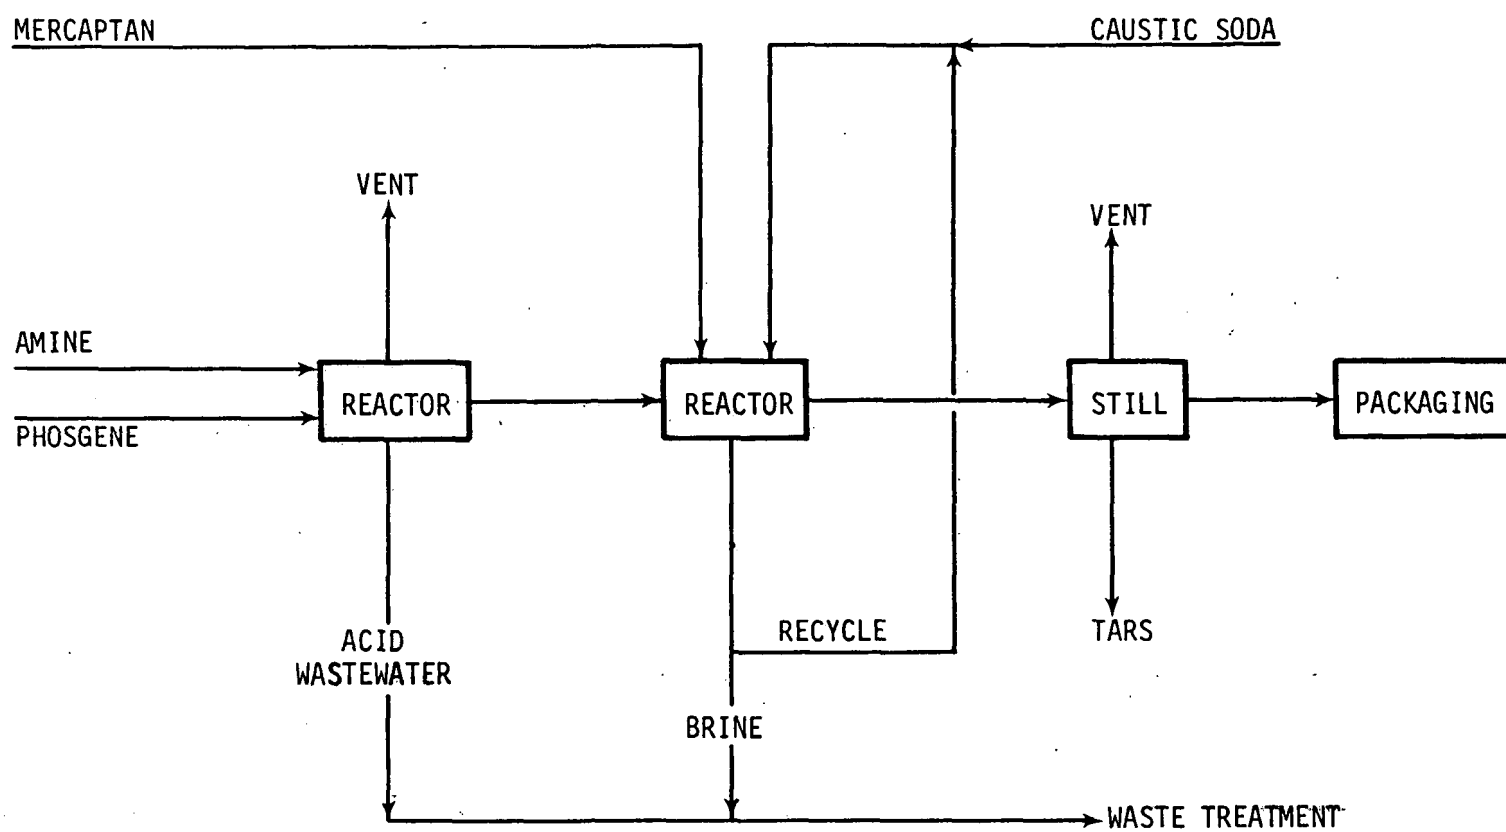 MERCAPTAN
CAUSTIC SODA
VENT
VENT
AMINE
REACTOR
REACTOR
STILL
PACKAGING
PHOSGENE
ACID
WASTEWATER
RECYCLE
TARS
BRINE
WASTE TREATMENT